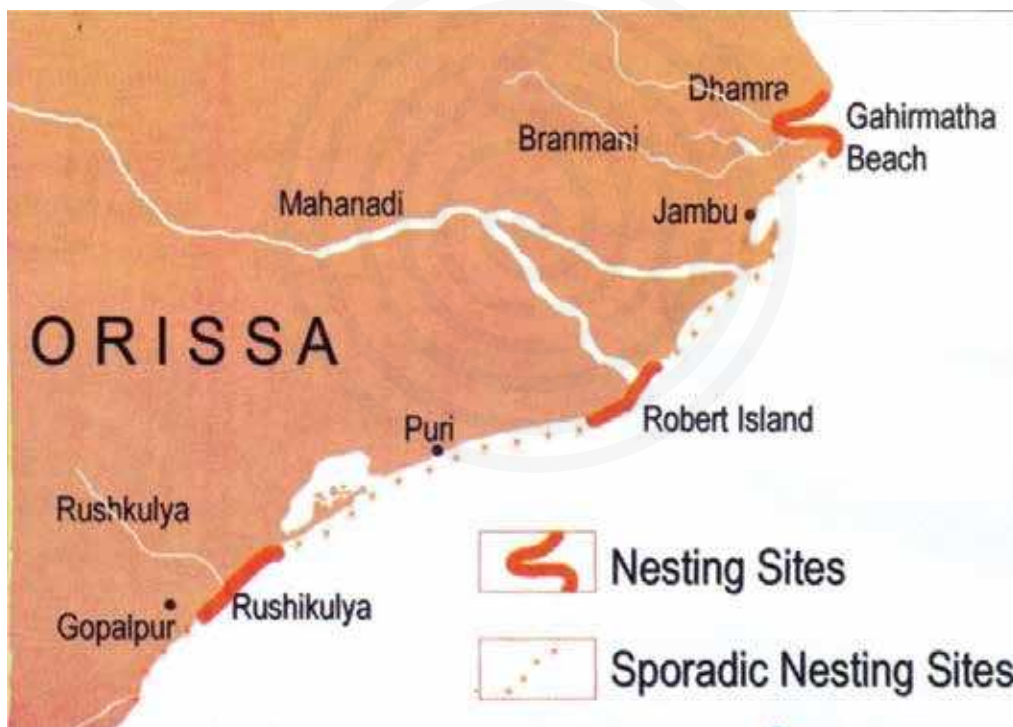 Dhamra
Gahirmatha
Beach
Branmani
Mahanadi
Jambu
ORISSA
Robert Island
Puri
Rushkulya
Nesting Sites
Rushikulya
Gopalpur
Sporadic Nesting Sites